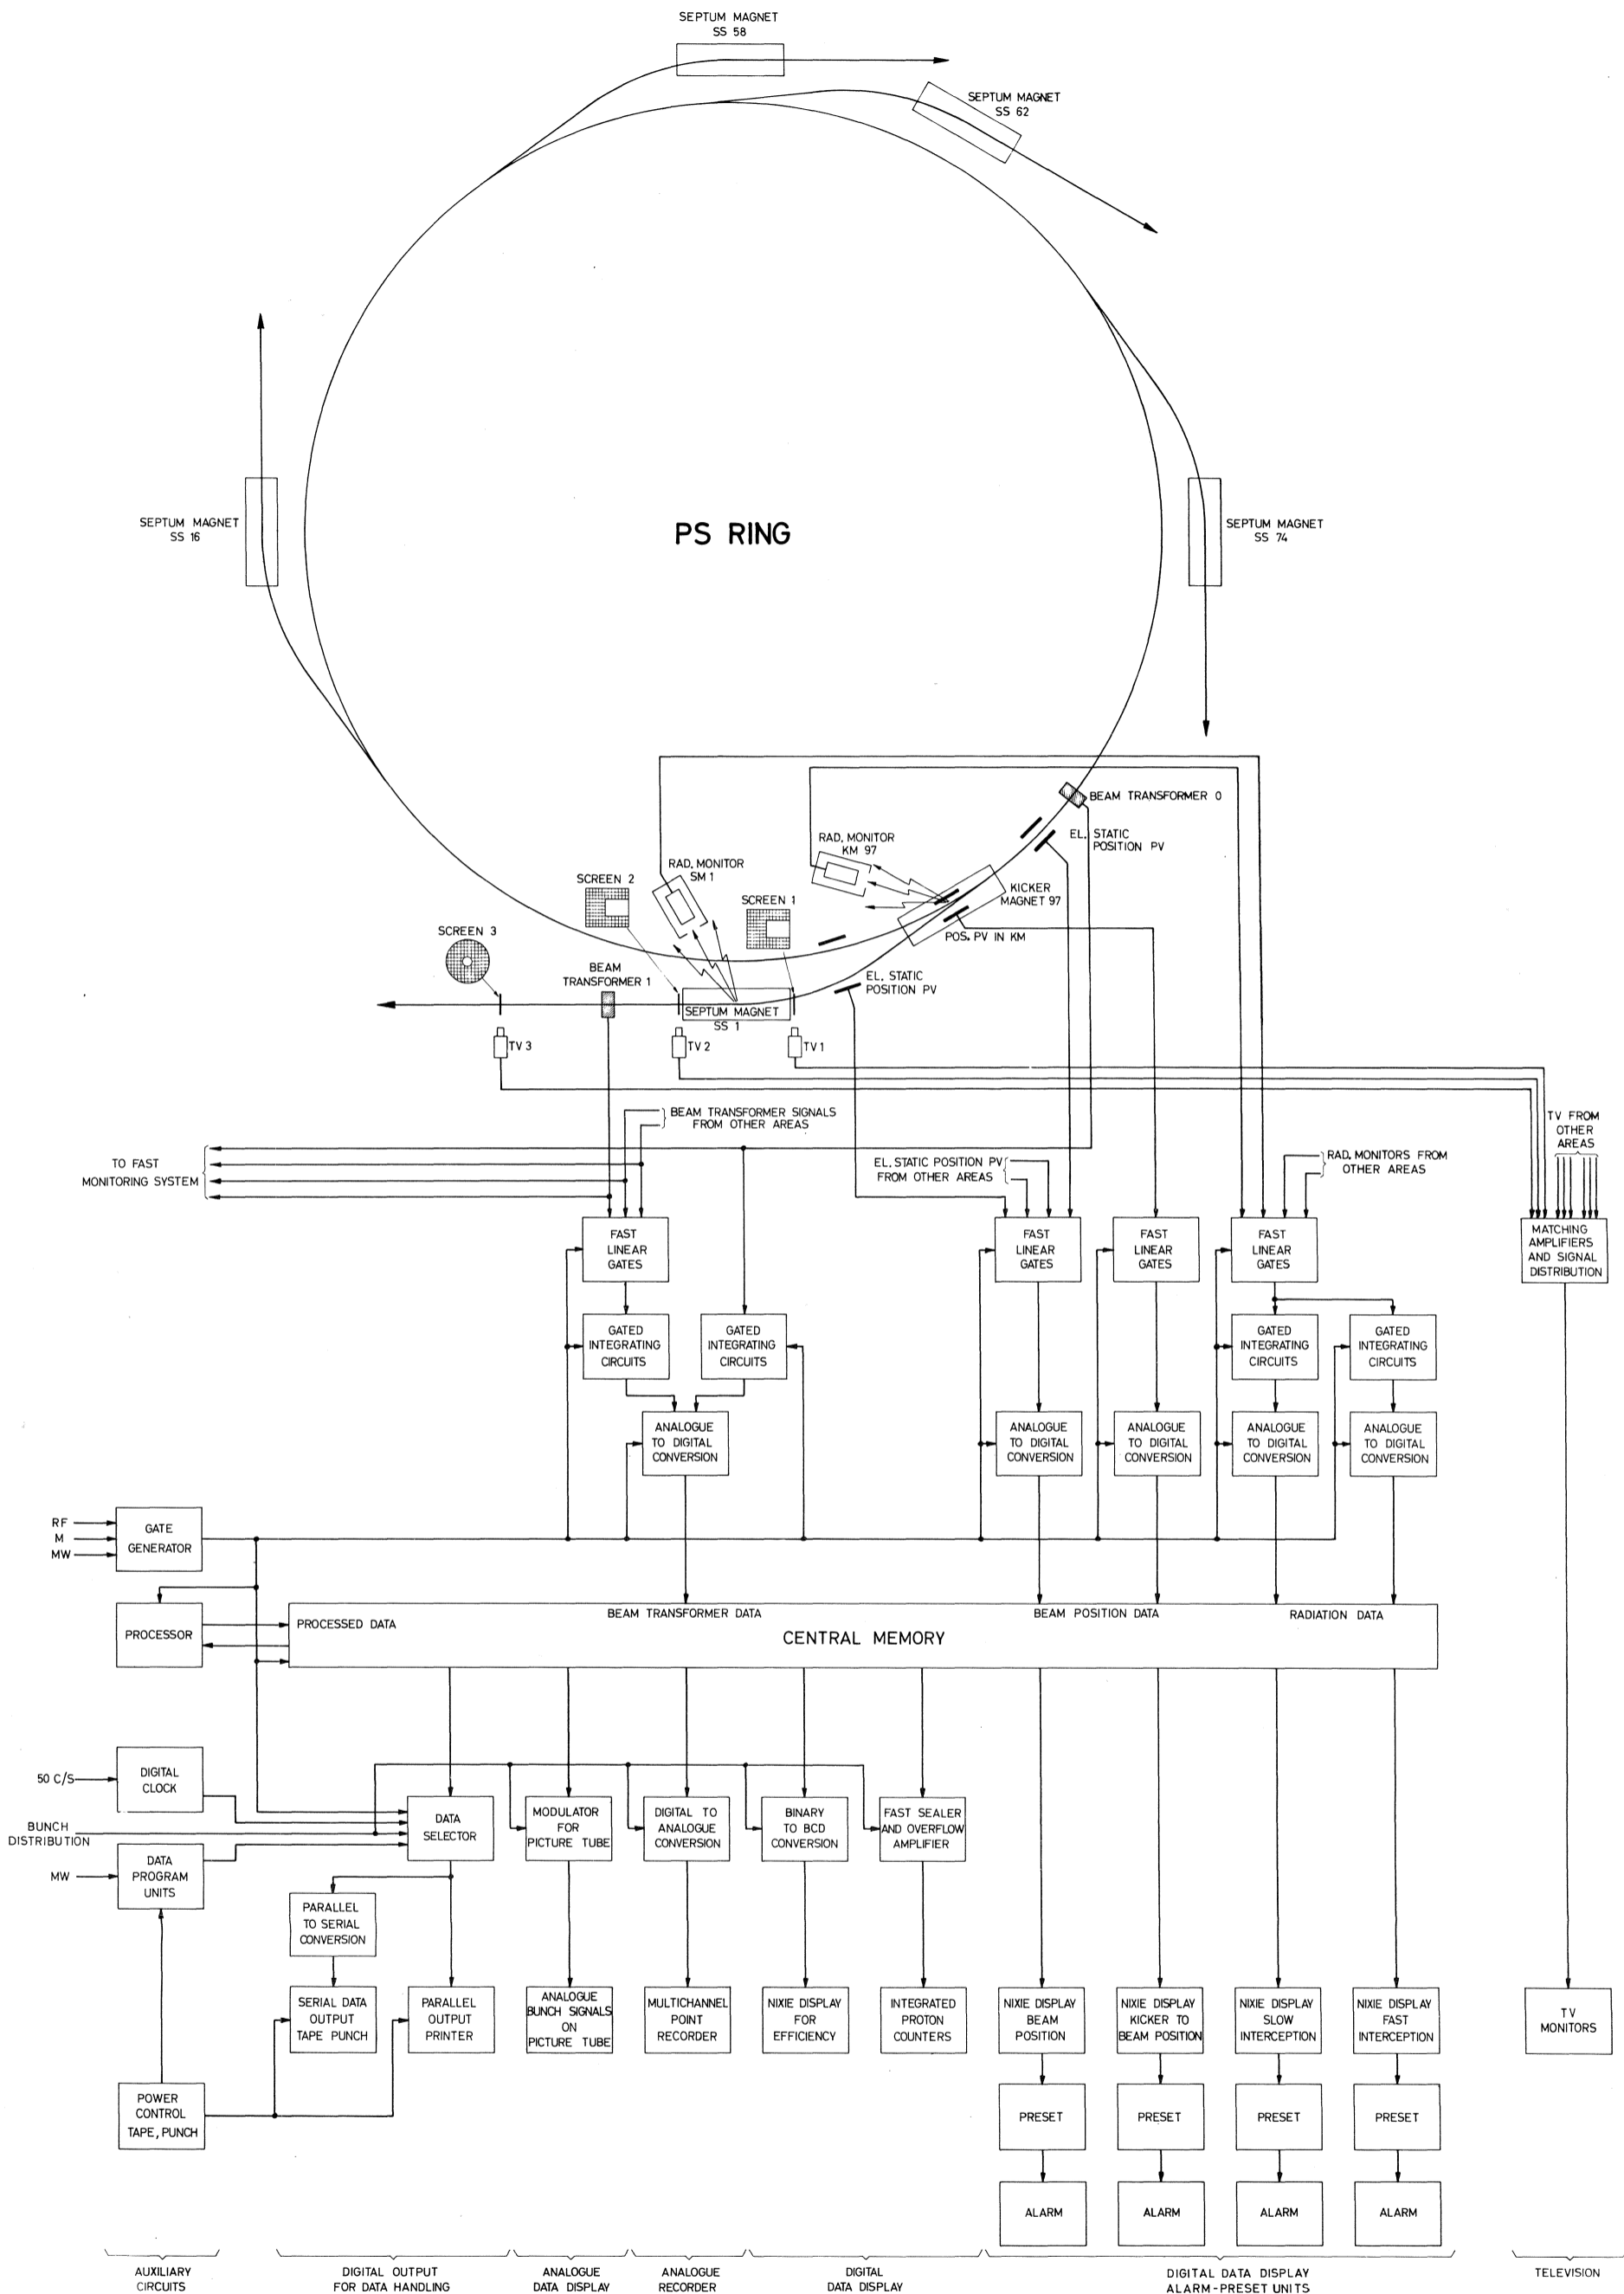 SEPTUM MAGNET
SS 58
SEPTUM MAGNET
SS 62
SEPTUM MAGNET
SS 16
PS RING
SEPTUM MAGNET
SS 74
BEAM TRANSFORMER 0
EL. STATIC
POSITION PV
RAD. MONITOR
KM 97
RAD. MONITOR
SM 1
KICKER
MAGNET 97
SCREEN 2
SCREEN 1
SCREEN 3
POS. PV IN KM
BEAM
TRANSFORMER 1
EL. STATIC
POSITION PV
SEPTUM MAGNET
SS 1
TV 3
TV 2
TV 1
BEAM TRANSFORMER SIGNALS
FROM OTHER AREAS
TV FROM
OTHER
AREAS
TO FAST
MONITORING SYSTEM
EL. STATIC POSITION PV
FROM OTHER AREAS
RAD. MONITORS FROM
OTHER AREAS
FAST
LINEAR
GATES
FAST
LINEAR
GATES
FAST
LINEAR
GATES
FAST
LINEAR
GATES
MATCHING
AMPLIFIERS
AND SIGNAL
DISTRIBUTION
GATED
INTEGRATING
CIRCUITS
GATED
INTEGRATING
CIRCUITS
GATED
INTEGRATING
CIRCUITS
GATED
INTEGRATING
CIRCUITS
ANALOGUE
TO DIGITAL
CONVERSION
ANALOGUE
TO DIGITAL
CONVERSION
ANALOGUE
TO DIGITAL
CONVERSION
ANALOGUE
TO DIGITAL
CONVERSION
ANALOGUE
TO DIGITAL
CONVERSION
RF
M
MW
GATE
GENERATOR
PROCESSOR
PROCESSED DATA
BEAM TRANSFORMER DATA
BEAM POSITION DATA
RADIATION DATA
CENTRAL MEMORY
50 C/S
DIGITAL
CLOCK
BUNCH
DISTRIBUTION
MW
DATA
PROGRAM
UNITS
DATA
SELECTOR
MODULATOR
FOR
PICTURE TUBE
DIGITAL TO
ANALOGUE
CONVERSION
BINARY
TO BCD
CONVERSION
FAST SEALER
AND OVERFLOW
AMPLIFIER
PARALLEL
TO SERIAL
CONVERSION
SERIAL DATA
OUTPUT
TAPE PUNCH
PARALLEL
OUTPUT
PRINTER
ANALOGUE
BUNCH SIGNALS
ON
PICTURE TUBE
MULTICHANNEL
POINT
RECORDER
NIXIE DISPLAY
FOR
EFFICIENCY
INTEGRATED
PROTON
COUNTERS
NIXIE DISPLAY
BEAM
POSITION
NIXIE DISPLAY
KICKER TO
BEAM POSITION
NIXIE DISPLAY
SLOW
INTERCEPTION
NIXIE DISPLAY
FAST
INTERCEPTION
TV
MONITORS
POWER
CONTROL
TAPE, PUNCH
PRESET
PRESET
PRESET
PRESET
ALARM
ALARM
ALARM
ALARM
AUXILIARY
CIRCUITS
DIGITAL OUTPUT
FOR DATA HANDLING
ANALOGUE
DATA DISPLAY
ANALOGUE
RECORDER
DIGITAL
DATA DISPLAY
DIGITAL DATA DISPLAY
ALARM-PRESET UNITS
TELEVISION